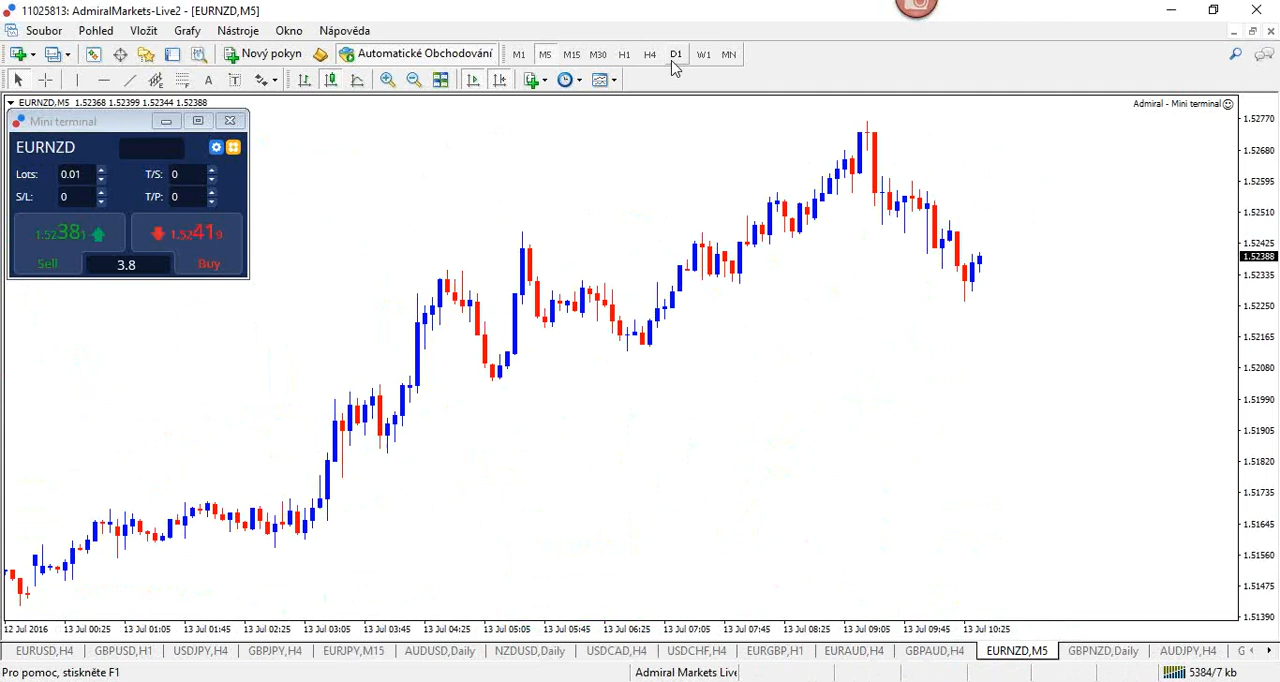 11025813: AdmiralMarkets-Live2 - [EURNZD,M5]
Soubor Pohled Vložit Grafy Nástroje Okno Nápověda
Nový pokyn Automatické Obchodování M1 M5 M15 M30 H1 H4 D1 W1 MN
A T
EURNZD,M5 1.52368 1.52399 1.52344 1.52388
Admiral - Mini terminal
Mini terminal
EURNZD
Lots: 0.01 T/S: 0
S/L: 0 T/P: 0
1.52381 1.52419
Sell 3.8 Buy
1.52770
1.52680
1.52595
1.52510
1.52425
1.52388
1.52335
1.52250
1.52165
1.52080
1.51990
1.51905
1.51820
1.51735
1.51645
1.51560
1.51475
1.51390
12 Jul 2016 13 Jul 00:25 13 Jul 01:05 13 Jul 01:45 13 Jul 02:25 13 Jul 03:05 13 Jul 03:45 13 Jul 04:25 13 Jul 05:05 13 Jul 05:45 13 Jul 06:25 13 Jul 07:05 13 Jul 07:45 13 Jul 08:25 13 Jul 09:05 13 Jul 09:45 13 Jul 10:25
EURUSD,H4 GBPUSD,H1 USDJPY,H4 GBPJPY,H4 EURJPY,M15 AUDUSD,Daily NZDUSD,Daily USDCAD,H4 USDCHF,H4 EURGBP,H1 EURAUD,H4 GBPAUD,H4 EURNZD,M5 GBPNZD,Daily AUDJPY,H4 G
Pro pomoc, stiskněte F1 Admiral Markets Live 5384/7 kb